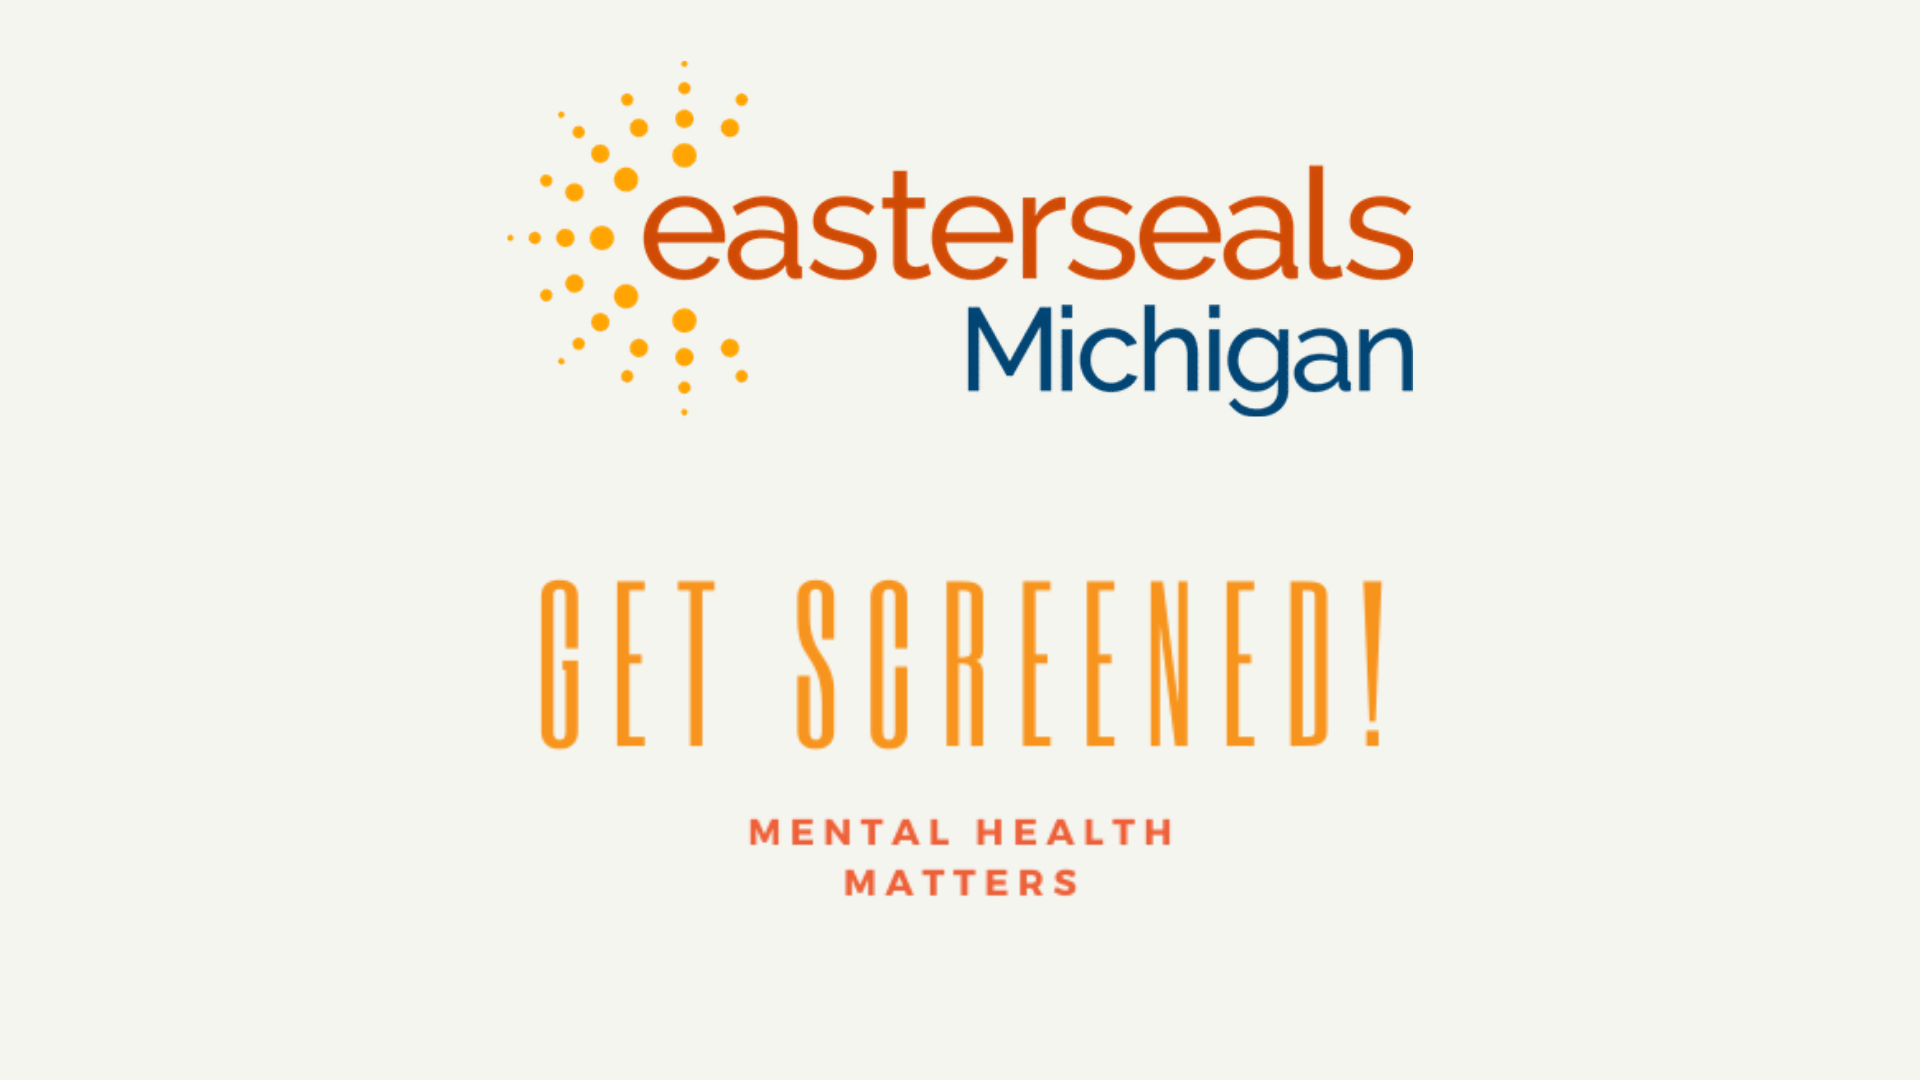 easterseals
Michigan
GET SCREENED!
MENTAL HEALTH
MATTERS